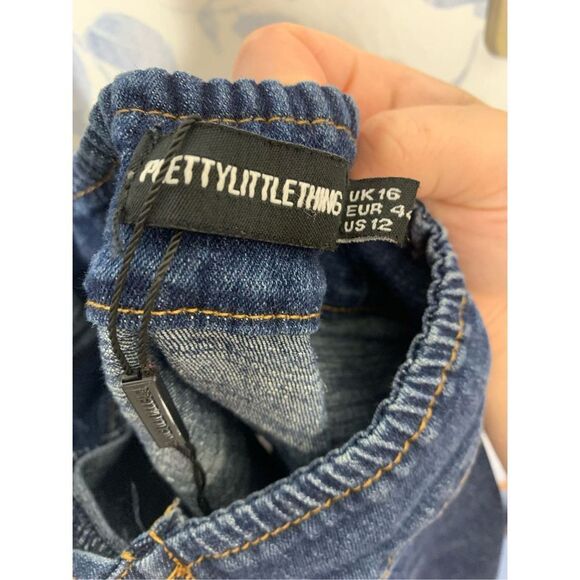 PRETTYLITTLETHING
UK 16
EUR 44
US 12